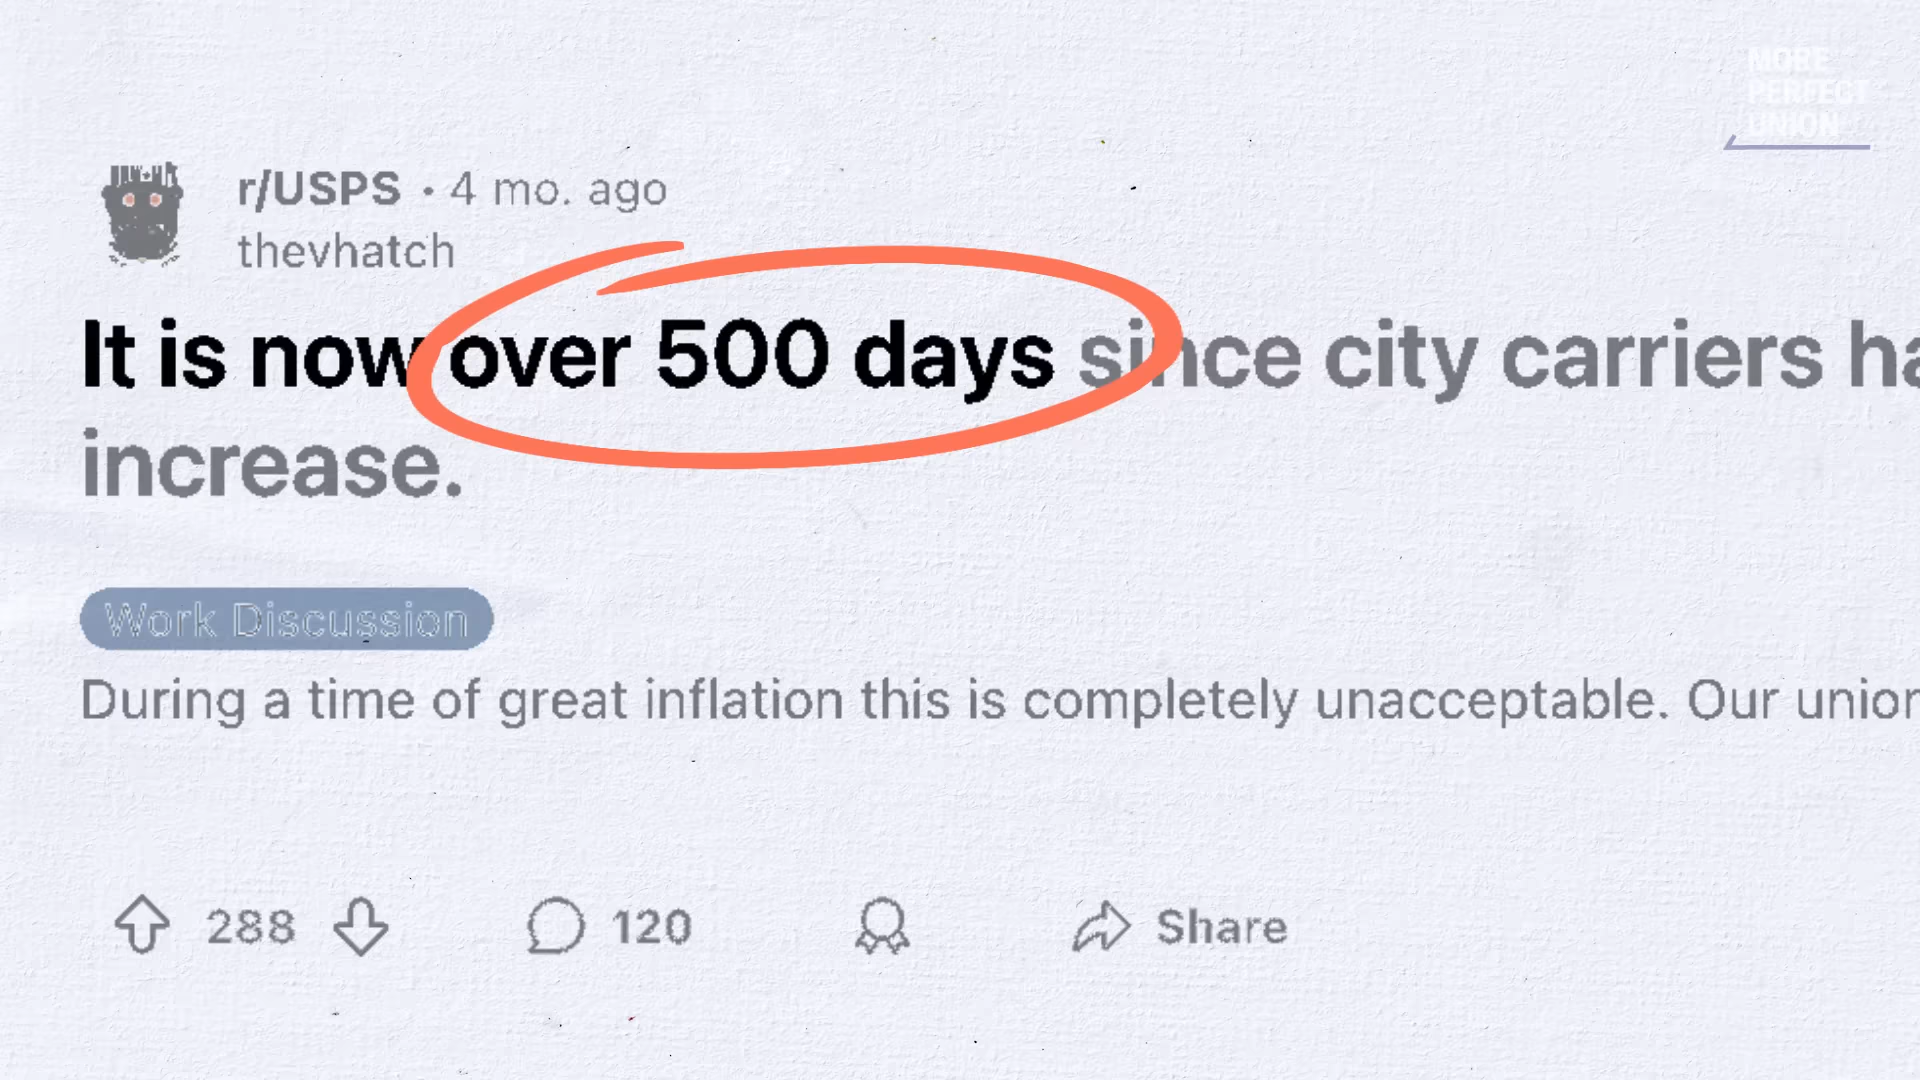 MORE
PERFECT
UNION
r/USPS • 4 mo. ago
thevhatch
It is now over 500 days since city carriers ha
increase.
Work Discussion
During a time of great inflation this is completely unacceptable. Our union
288
120
Share